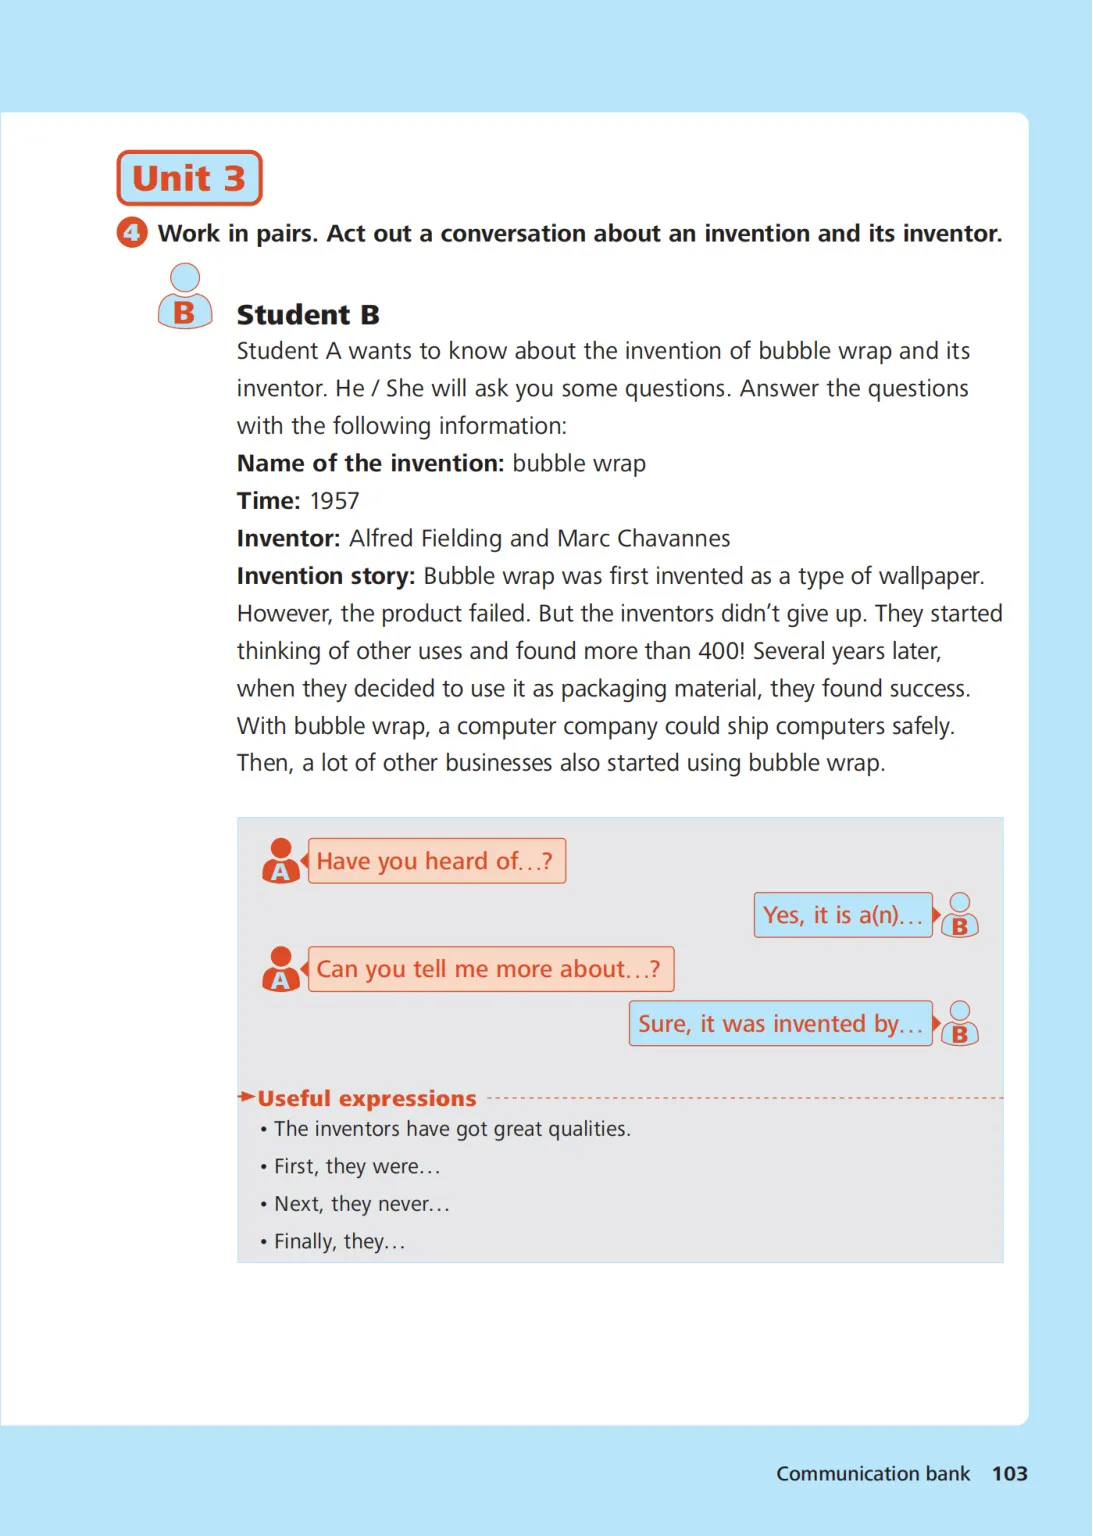 Unit 3
4 Work in pairs. Act out a conversation about an invention and its inventor.
B
Student B
Student A wants to know about the invention of bubble wrap and its
inventor. He / She will ask you some questions. Answer the questions
with the following information:
Name of the invention: bubble wrap
Time: 1957
Inventor: Alfred Fielding and Marc Chavannes
Invention story: Bubble wrap was first invented as a type of wallpaper.
However, the product failed. But the inventors didn't give up. They started
thinking of other uses and found more than 400! Several years later,
when they decided to use it as packaging material, they found success.
With bubble wrap, a computer company could ship computers safely.
Then, a lot of other businesses also started using bubble wrap.
A Have you heard of...?
Yes, it is a(n)... B
A Can you tell me more about...?
Sure, it was invented by... B
Useful expressions
• The inventors have got great qualities.
• First, they were...
• Next, they never...
• Finally, they...
Communication bank 103